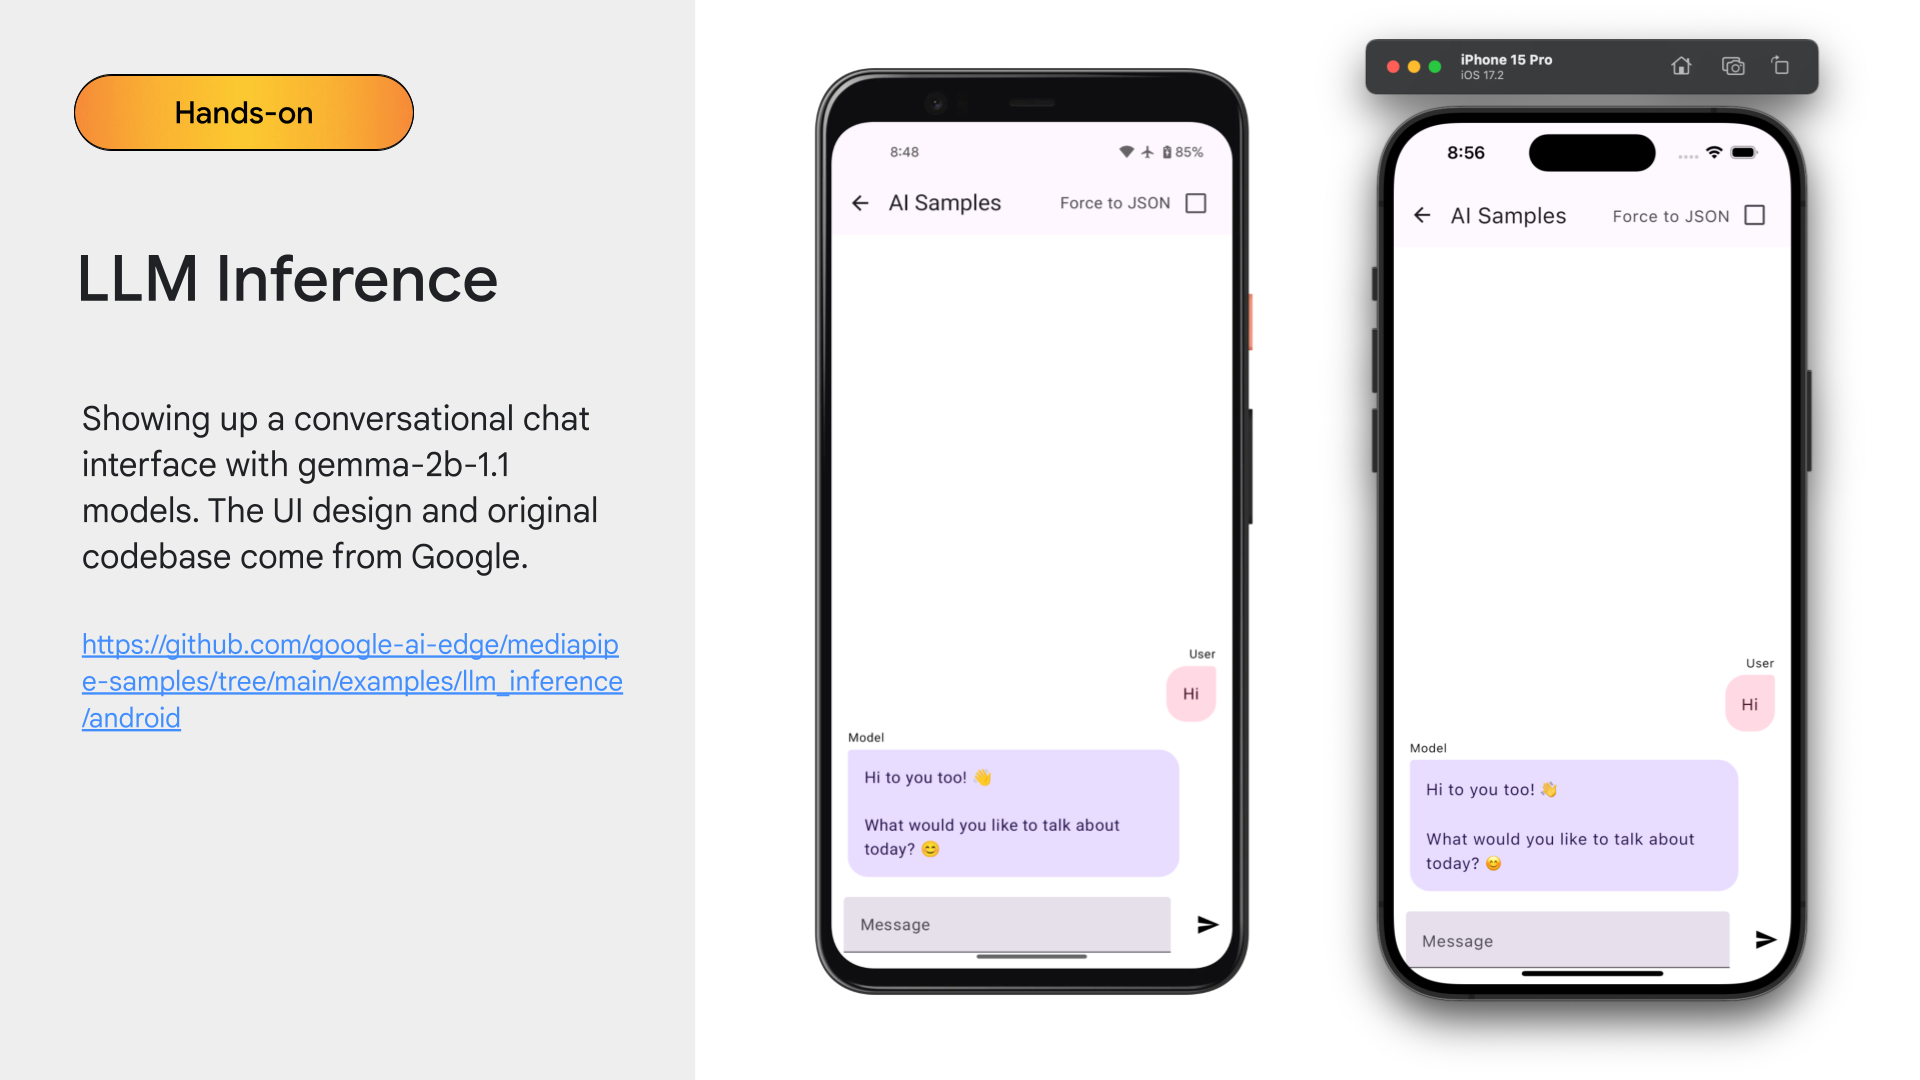 Hands-on
LLM Inference
Showing up a conversational chat
interface with gemma-2b-1.1
models. The UI design and original
codebase come from Google.
https://github.com/google-ai-edge/mediapip
e-samples/tree/main/examples/llm_inference
/android
8:48
85%
AI Samples
Force to JSON
User
Hi
Model
Hi to you too! 👋
What would you like to talk about
today? 😊
Message
iPhone 15 Pro
iOS 17.2
8:56
AI Samples
Force to JSON
User
Hi
Model
Hi to you too! 👋
What would you like to talk about
today? 😊
Message